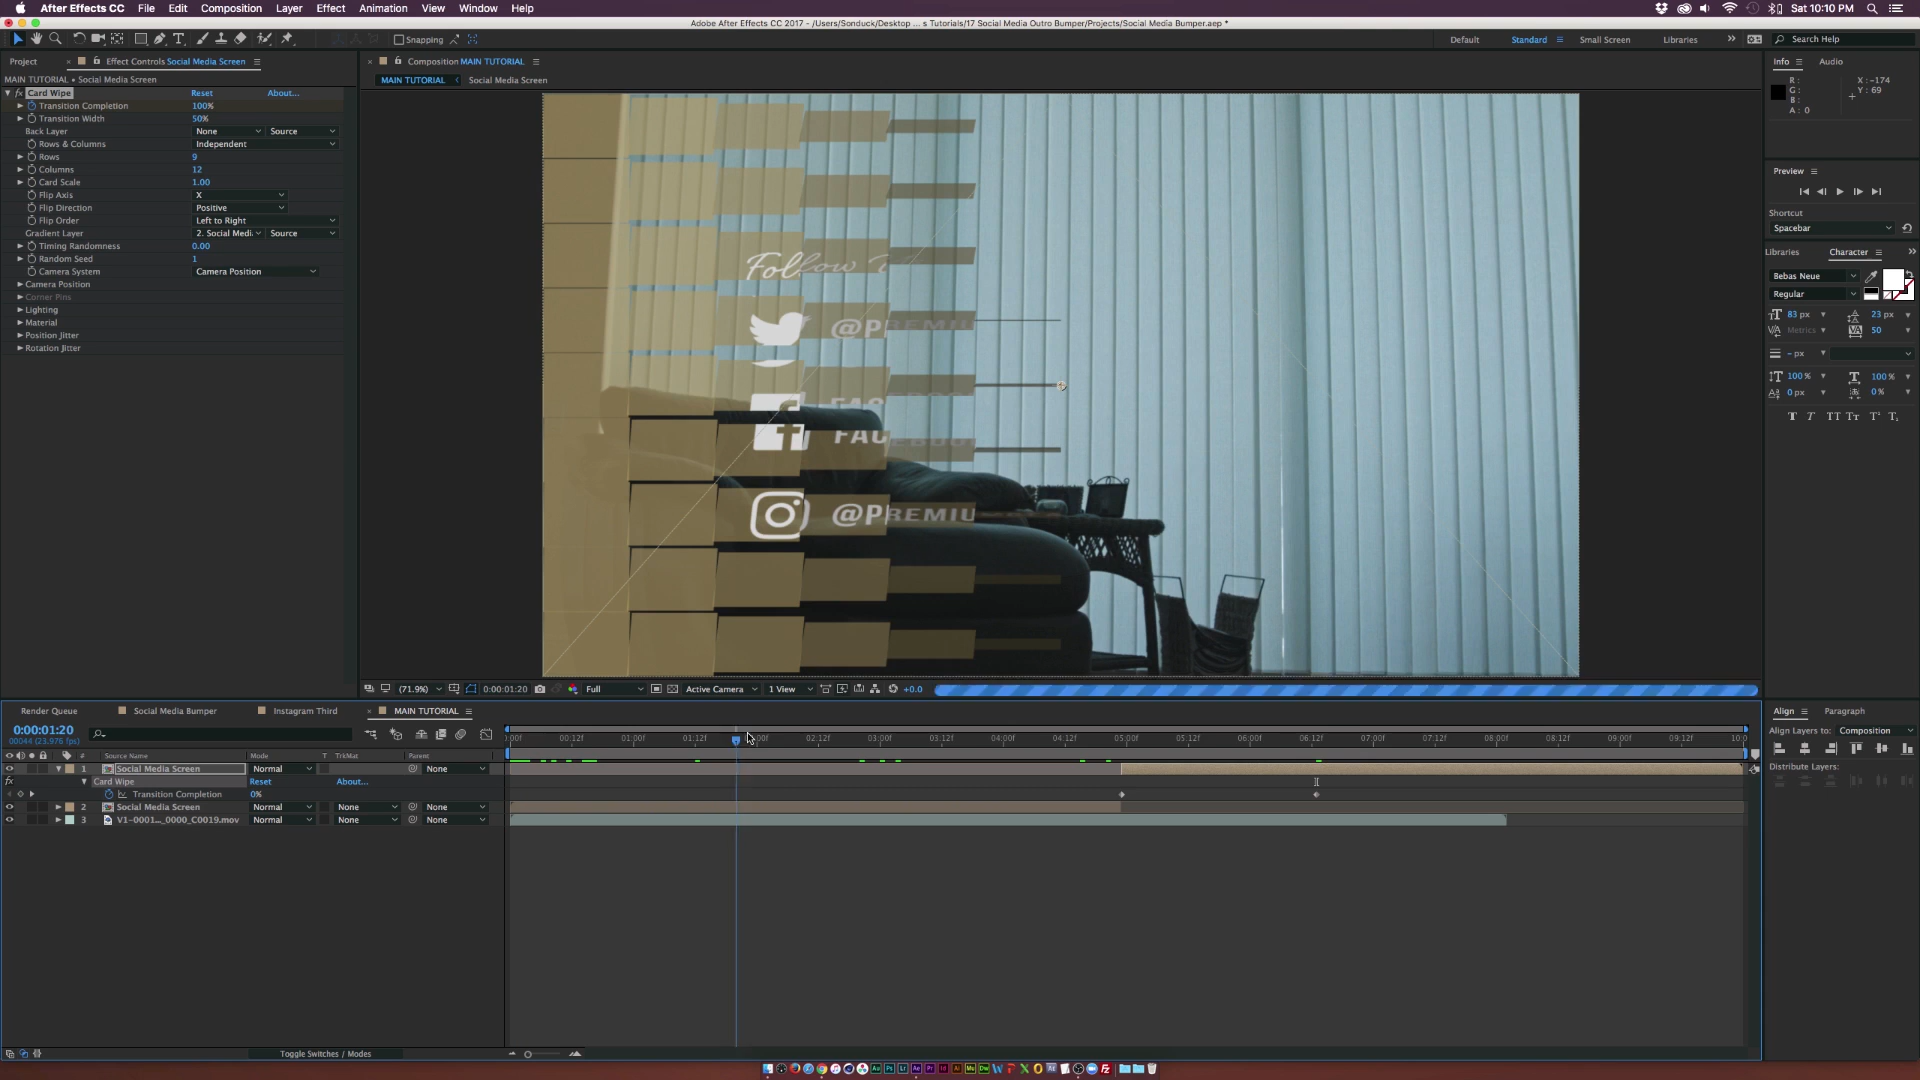 After Effects CC File Edit Composition Layer Effect Animation View Window Help Sat 10:10 PM
Adobe After Effects CC 2017 - /Users/Sonduck/Desktop ... s Tutorials/17 Social Media Outro Bumper/Projects/Social Media Bumper.aep *
Snapping Default Standard Small Screen Libraries Search Help
Project Effect Controls Social Media Screen
MAIN TUTORIAL • Social Media Screen
fx Card Wipe Reset About...
Transition Completion 100%
Transition Width 50%
Back Layer None Source
Rows & Columns Independent
Rows 9
Columns 12
Card Scale 1.00
Flip Axis X
Flip Direction Positive
Flip Order Left to Right
Gradient Layer 2. Social Medi Source
Timing Randomness 0.00
Random Seed 1
Camera System Camera Position
Camera Position
Corner Pins
Lighting
Material
Position Jitter
Rotation Jitter
Composition MAIN TUTORIAL
MAIN TUTORIAL Social Media Screen
Follow
@PREMIU
FACEBOO
@PREMIU
(71.9%) 0:00:01:20 Full Active Camera 1 View +0.0
Info Audio
R: X: -174
G: Y: 69
B:
A: 0
Preview
Shortcut
Spacebar
Libraries Character
Bebas Neue
Regular
83 px 23 px
Metrics 50
- px
100% 100%
0 px 0%
T T TT Tt T T
Render Queue Social Media Bumper Instagram Third MAIN TUTORIAL
0:00:01:20
00044 (23.976 fps)
# Source Name Mode T TrkMat Parent
1 Social Media Screen Normal None
fx Card Wipe Reset About...
Transition Completion 0%
2 Social Media Screen None None None
3 V1-0001..._0000_C0019.mov Normal None None
:00f 00:12f 01:00f 01:12f 02:12f 03:00f 03:12f 04:00f 04:12f 05:00f 05:12f 06:00f 06:12f 07:00f 07:12f 08:00f 08:12f 09:00f 09:12f 10:0
Toggle Switches / Modes
Align Paragraph
Align Layers to: Composition
Distribute Layers: